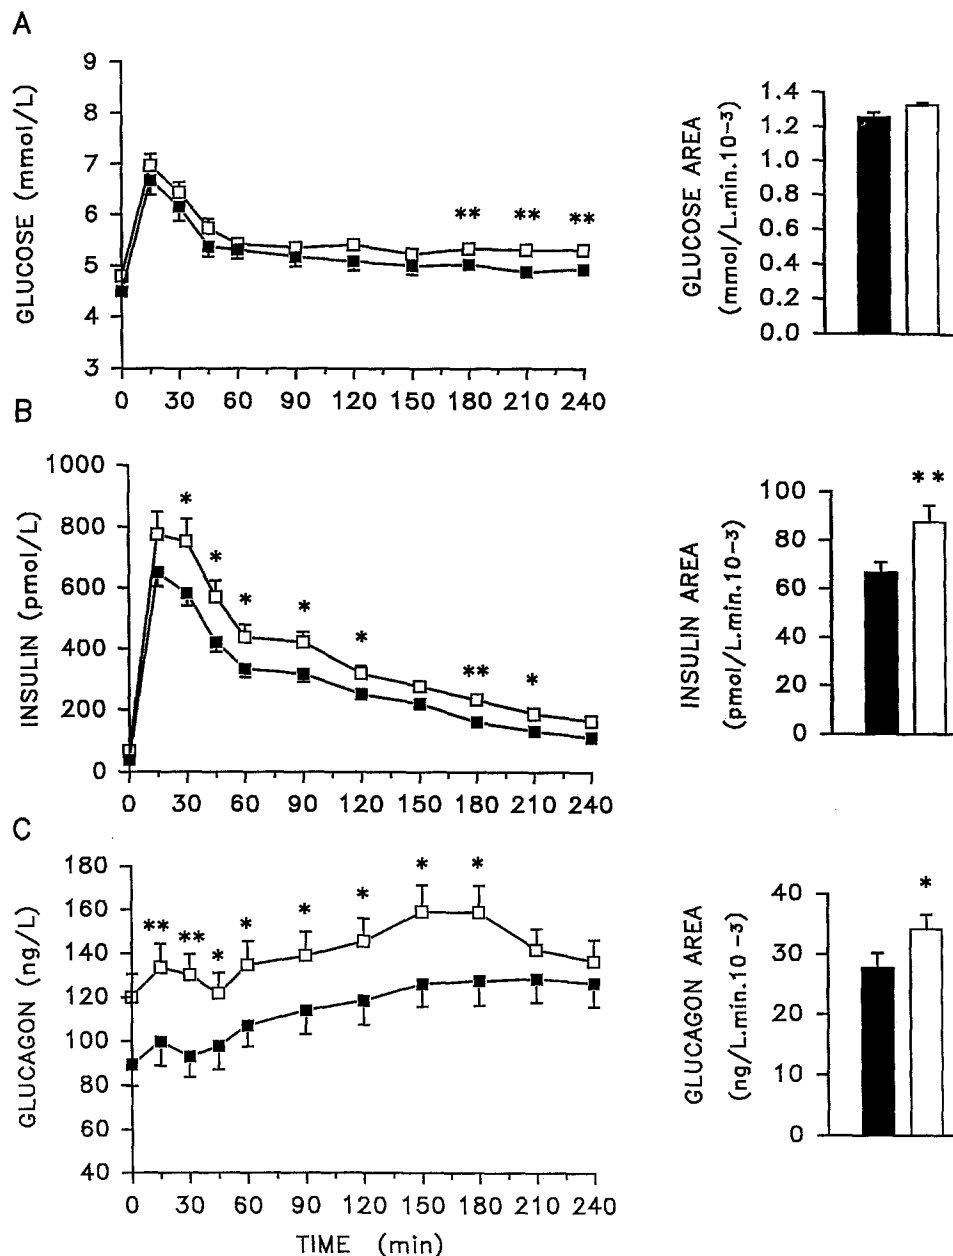 A
GLUCOSE (mmol/L)
9
8
7
6
5
4
3
** ** **
0 30 60 90 120 150 180 210 240
GLUCOSE AREA
(mmol/L.min.10-3)
1.4
1.2
1.0
0.8
0.6
0.4
0.2
0.0
B
INSULIN (pmol/L)
1000
800
600
400
200
0
* * * * * ** *
0 30 60 90 120 150 180 210 240
INSULIN AREA
(pmol/L.min.10-3)
100
80
60
40
20
0
**
C
GLUCAGON (ng/L)
180
160
140
120
100
80
60
40
** ** * * * * * *
0 30 60 90 120 150 180 210 240
TIME (min)
GLUCAGON AREA
(ng/L.min.10-3)
40
30
20
10
0
*